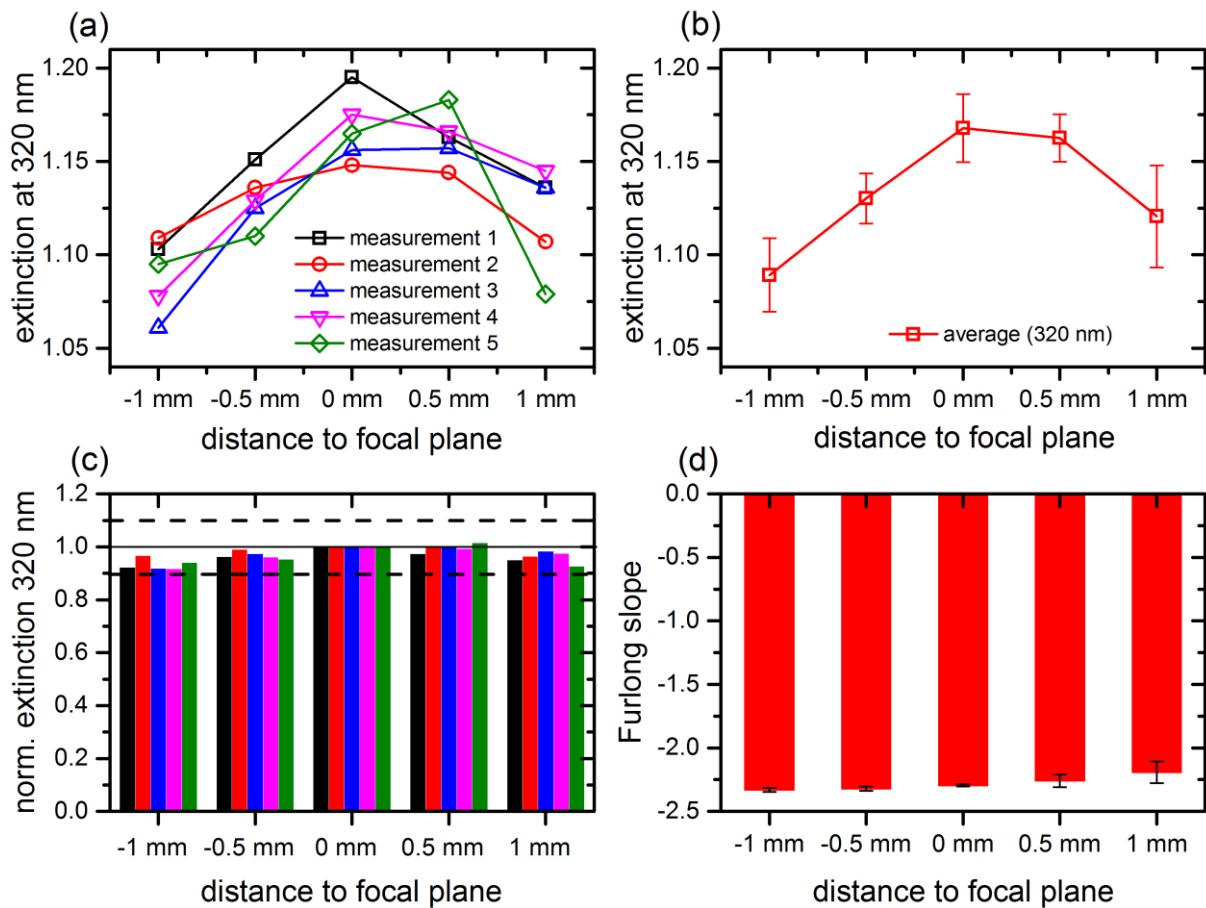 (a)
extinction at 320 nm
1.20
1.15
1.10
1.05
measurement 1
measurement 2
measurement 3
measurement 4
measurement 5
-1 mm -0.5 mm 0 mm 0.5 mm 1 mm
distance to focal plane
(b)
extinction at 320 nm
1.20
1.15
1.10
1.05
average (320 nm)
-1 mm -0.5 mm 0 mm 0.5 mm 1 mm
distance to focal plane
(c)
norm. extinction 320 nm
1.2
1.0
0.8
0.6
0.4
0.2
0.0
-1 mm -0.5 mm 0 mm 0.5 mm 1 mm
distance to focal plane
(d)
Furlong slope
0.0
-0.5
-1.0
-1.5
-2.0
-2.5
-1 mm -0.5 mm 0 mm 0.5 mm 1 mm
distance to focal plane